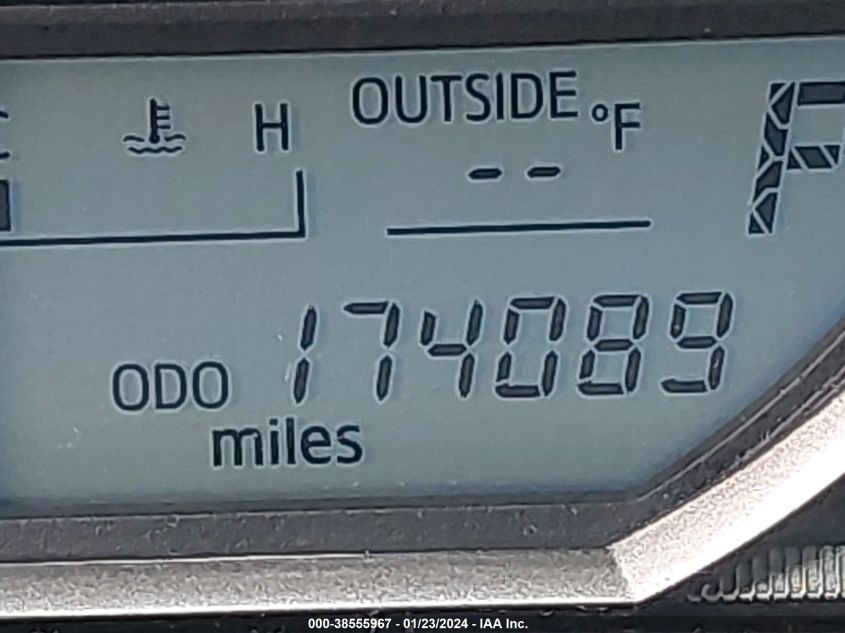 C H OUTSIDE °F P
--
ODO 174089
miles
000-38555967 - 01/23/2024 - IAA Inc.